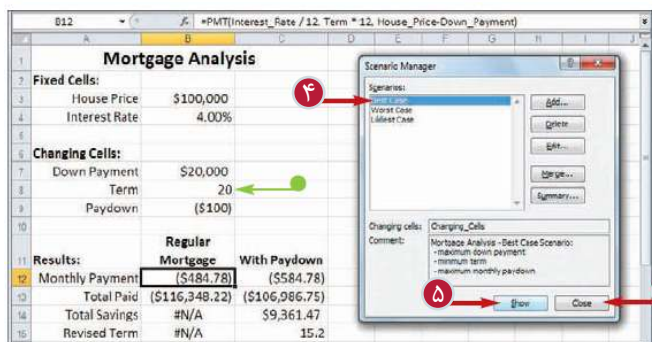 B12
=PMT(Interest_Rate / 12, Term * 12, House_Price-Down_Payment)
A B C D E F G H I J
1 Mortgage Analysis
2 Fixed Cells:
3 House Price $100,000
4 Interest Rate 4.00%
5
6 Changing Cells:
7 Down Payment $20,000
8 Term 20
9 Paydown ($100)
10
Regular
11 Results: Mortgage With Paydown
12 Monthly Payment ($484.78) ($584.78)
13 Total Paid ($116,348.22) ($106,986.75)
14 Total Savings #N/A $9,361.47
15 Revised Term #N/A 15.2
Scenario Manager
Scenarios:
۴
Best Case
Worst Case
Likliest Case
Add...
Delete
Edit...
Merge...
Summary...
Changing cells: Changing_Cells
Comment: Mortgage Analysis -Best Case Scenario:
-maximum down payment
-minimum term
-maximum monthly paydown
۵
Show
Close